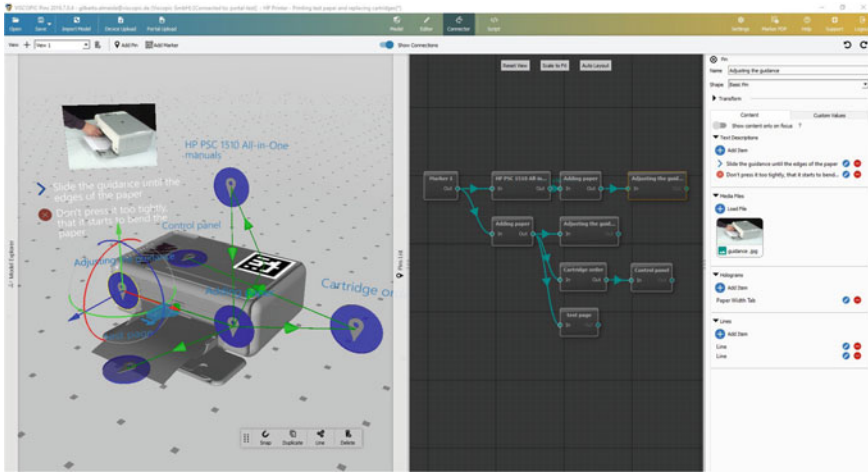 VISCOPIC Pins 2018.7.0.4 - gilberto.almeida@viscopic.de (Viscopic GmbH) [Connected to: portal-test] - HP Printer - Printing test paper and replacing cartridges(*)
Open Save Import Model Device Upload Portal Upload Model Editor Connector Script Settings Marker PDF Help Support
View View 1 Add Pin Add Marker Show Connections
Reset View Scale to Fit Auto Layout
HP PSC 1510 All-in-One
manuals
Slide the guidance until the
edges of the paper
Don't press it too tightly,
that it starts to bend the
paper
Control panel
Cartridge or
Model Explorer
Pins List
Snap Duplicate Line Delete
Marker 1
Out
HP PSC 1510 All in...
In Out
Adding paper
In Out
Adjusting the guid...
In Out
Adding paper
In Out
Adjusting the guid...
In Out
Cartridge order
In Out
Control panel
In Out
test page
In Out
Pin
Name Adjusting the guidance
Shape Basic Pin
Transform
Content Custom Values
Show content only on focus ?
Text Descriptions
Add Item
Slide the guidance until the edges of the paper
Don't press it too tightly, that it starts to bend...
Media Files
Load File
guidance .jpg
Holograms
Add Item
Paper Width Tab
Lines
Add Item
Line
Line